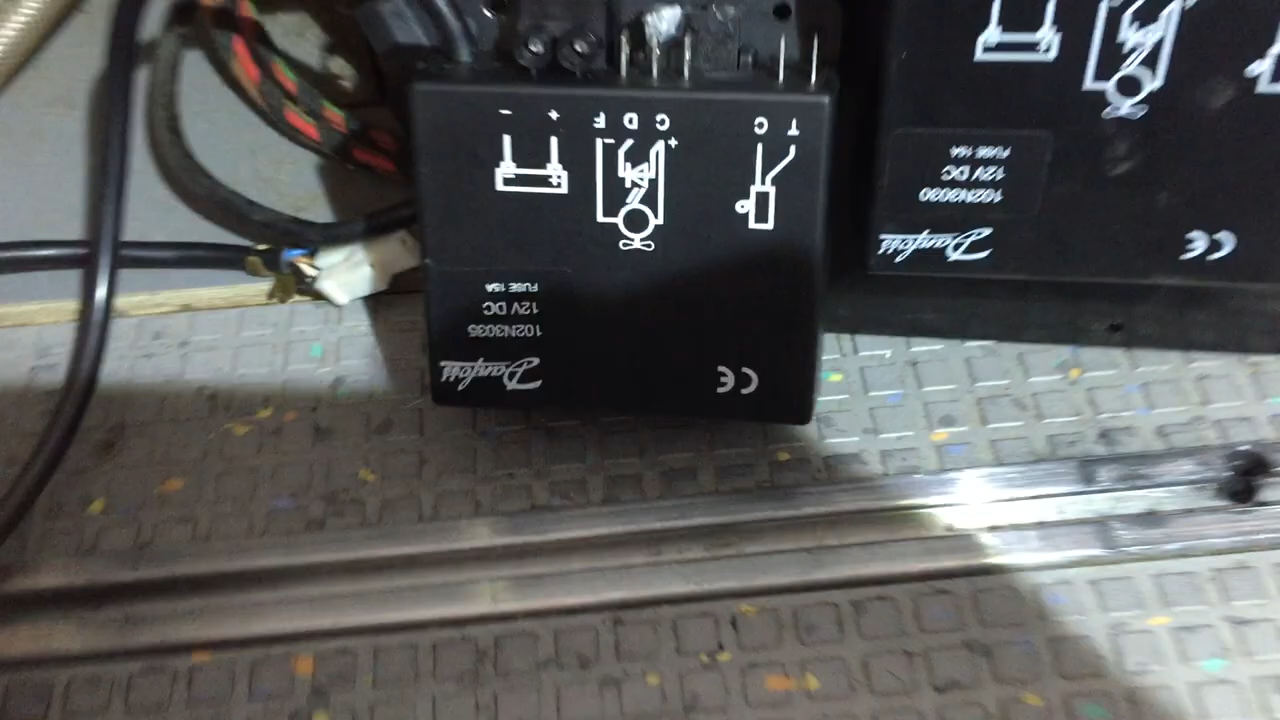 Danfoss
102N3035
12V DC
FUSE 15A
T C
C D F
+ -
+ -
CE
Danfoss
102N3030
12V DC
FUSE 15A
CE